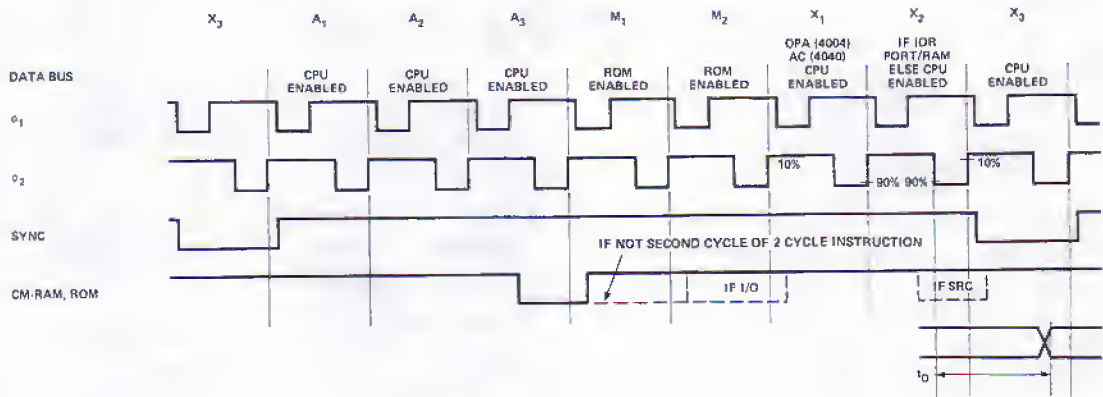 X3 A1 A2 A3 M1 M2 X1 X2 X3
DATA BUS
CPU ENABLED
CPU ENABLED
CPU ENABLED
ROM ENABLED
ROM ENABLED
OPA (4004) AC (4040) CPU ENABLED
IF IOR PORT/RAM ELSE CPU ENABLED
CPU ENABLED
ø1
ø2
10%
90% 90%
10%
SYNC
IF NOT SECOND CYCLE OF 2 CYCLE INSTRUCTION
CM-RAM, ROM
IF I/O
IF SRC
tD